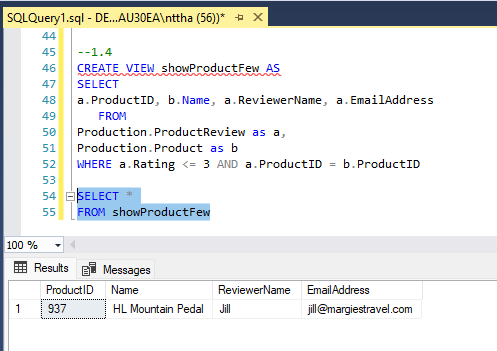 SQLQuery1.sql - DE...AU30EA\nttha (56))*
44
45 --1.4
46 CREATE VIEW showProductFew AS
47 SELECT
48 a.ProductID, b.Name, a.ReviewerName, a.EmailAddress
49 FROM
50 Production.ProductReview as a,
51 Production.Product as b
52 WHERE a.Rating <= 3 AND a.ProductID = b.ProductID
53
54 SELECT *
55 FROM showProductFew
100 %
Results Messages
ProductID Name ReviewerName EmailAddress
1 937 HL Mountain Pedal Jill jill@margiestravel.com